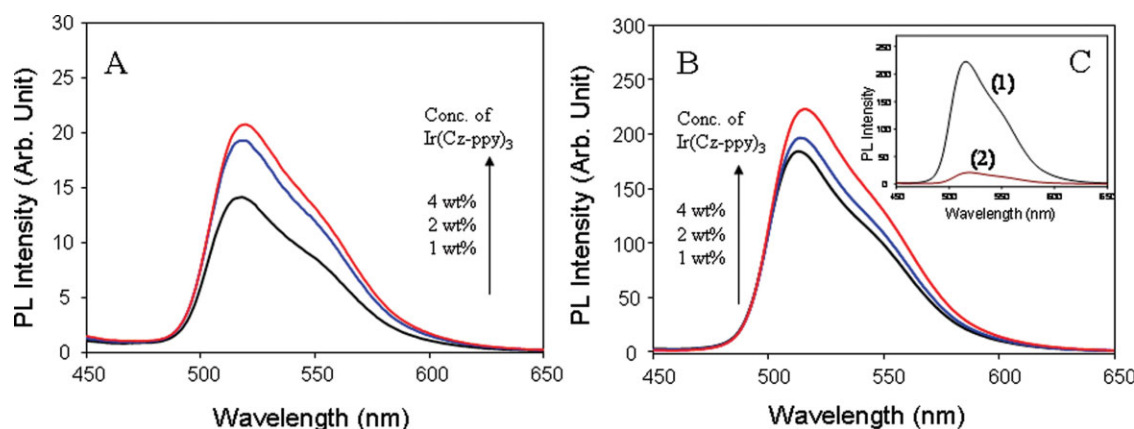 A
PL Intensity (Arb. Unit)
30
25
20
15
10
5
0
Conc. of
Ir(Cz-ppy)₃
4 wt%
2 wt%
1 wt%
450 500 550 600 650
Wavelength (nm)
B
PL Intensity (Arb. Unit)
300
250
200
150
100
50
0
Conc. of
Ir(Cz-ppy)₃
4 wt%
2 wt%
1 wt%
450 500 550 600 650
Wavelength (nm)
C
PL Intensity
250
200
150
100
50
0
(1)
(2)
450 500 550 600 650
Wavelength (nm)